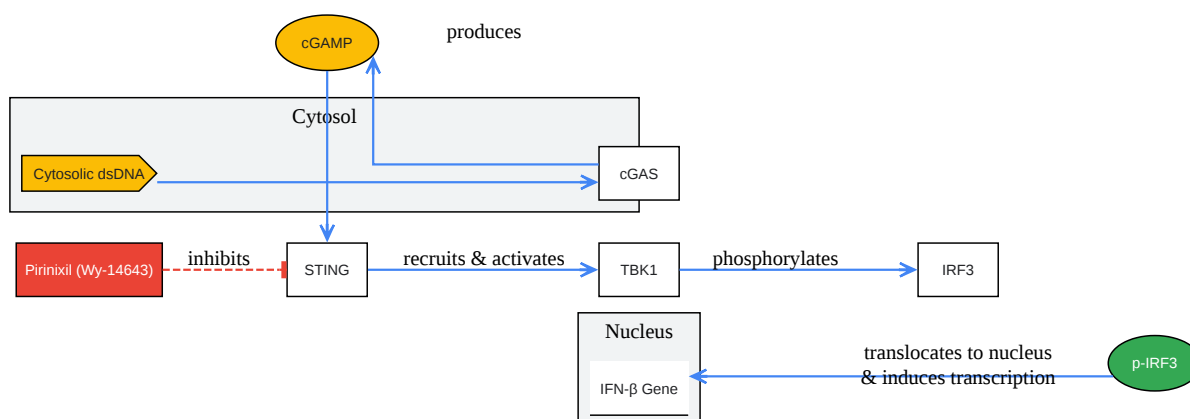 cGAMP
produces
Cytosol
Cytosolic dsDNA
cGAS
Pirinixil (Wy-14643)
inhibits
STING
recruits & activates
TBK1
phosphorylates
IRF3
Nucleus
IFN-β Gene
translocates to nucleus
& induces transcription
p-IRF3